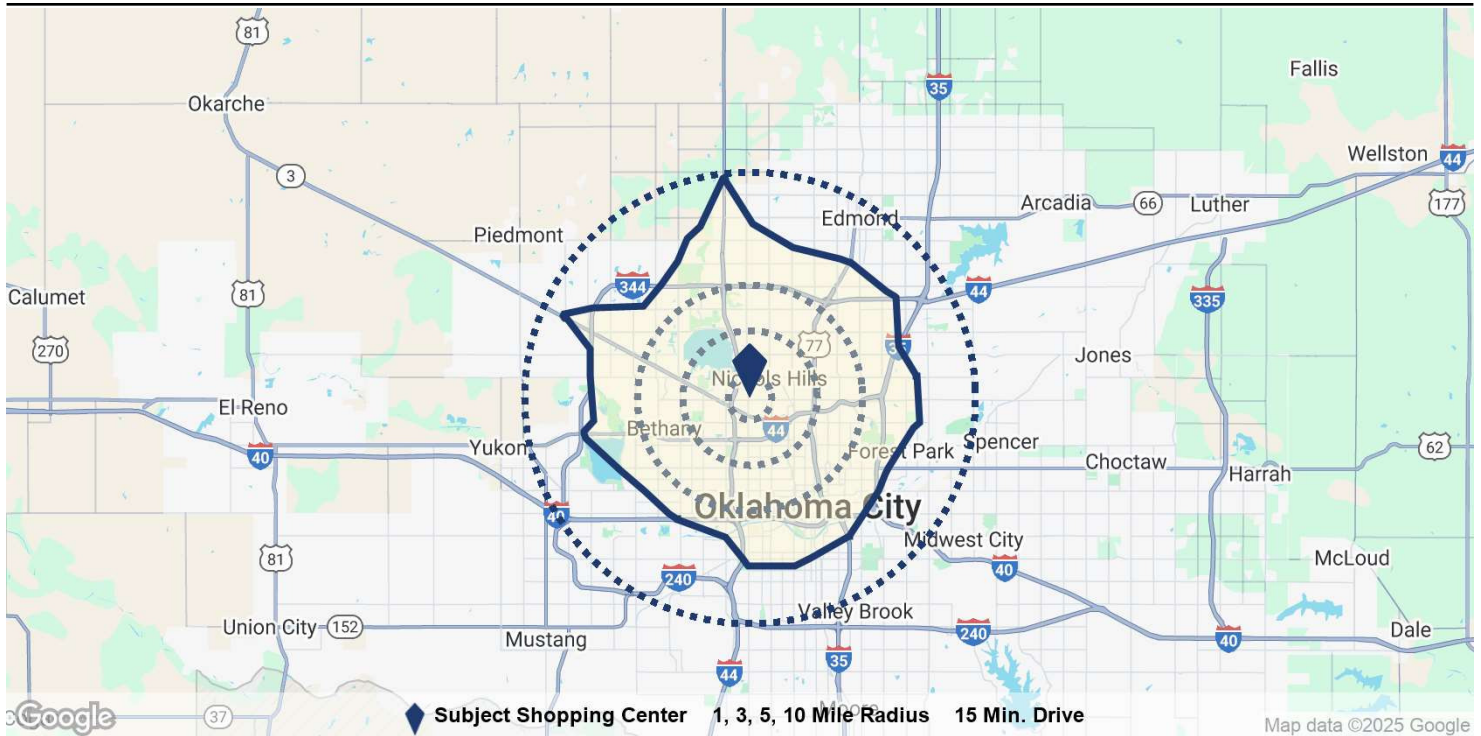 81
Fallis
35
Okarche
Wellston
44
3
177
Arcadia
66
Luther
Edmond
Piedmont
344
44
Calumet
81
335
77
35
270
Jones
Nichols Hills
El Reno
Bethany
44
Yukon
Forest Park
Spencer
62
40
Choctaw
Harrah
Oklahoma City
40
Midwest City
81
McLoud
240
40
Valley Brook
Union City
152
Dale
Mustang
240
40
35
44
Moore
Google
37
Subject Shopping Center 1, 3, 5, 10 Mile Radius 15 Min. Drive
Map data ©2025 Google